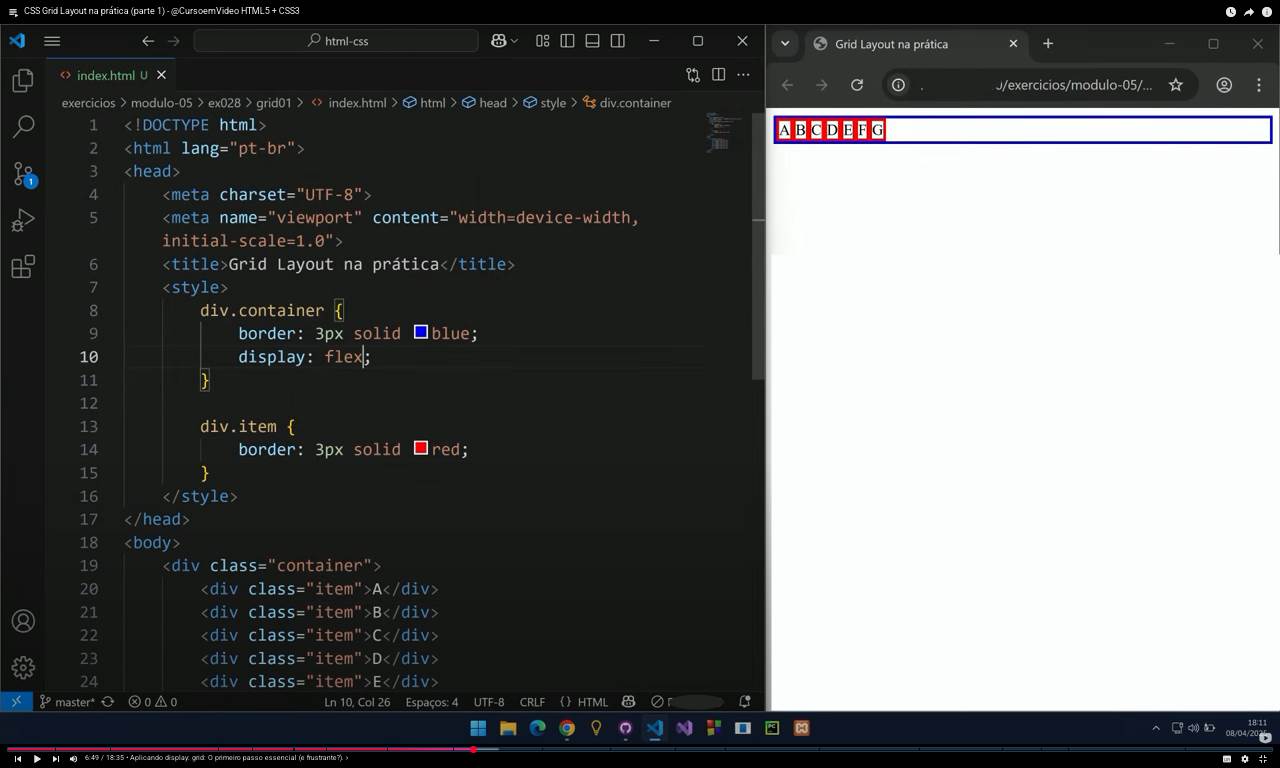 CSS Grid Layout na prática (parte 1) - @CursoemVideo HTML5 + CSS3
html-css
Grid Layout na prática
index.html U
/exercicios/modulo-05/...
exercicios > modulo-05 > ex028 > grid01 > index.html > html > head > style > div.container
1 <!DOCTYPE html>
2 <html lang="pt-br">
3 <head>
4 <meta charset="UTF-8">
5 <meta name="viewport" content="width=device-width,
initial-scale=1.0">
6 <title>Grid Layout na prática</title>
7 <style>
8 div.container {
9 border: 3px solid blue;
10 display: flex;
11 }
12
13 div.item {
14 border: 3px solid red;
15 }
16 </style>
17 </head>
18 <body>
19 <div class="container">
20 <div class="item">A</div>
21 <div class="item">B</div>
22 <div class="item">C</div>
23 <div class="item">D</div>
24 <div class="item">E</div>
A B C D E F G
1
master* 0 0 Ln 10, Col 26 Espaços: 4 UTF-8 CRLF {} HTML
18:11
6:49 / 18:35 • Aplicando display: grid: O primeiro passo essencial (e frustrante?). >